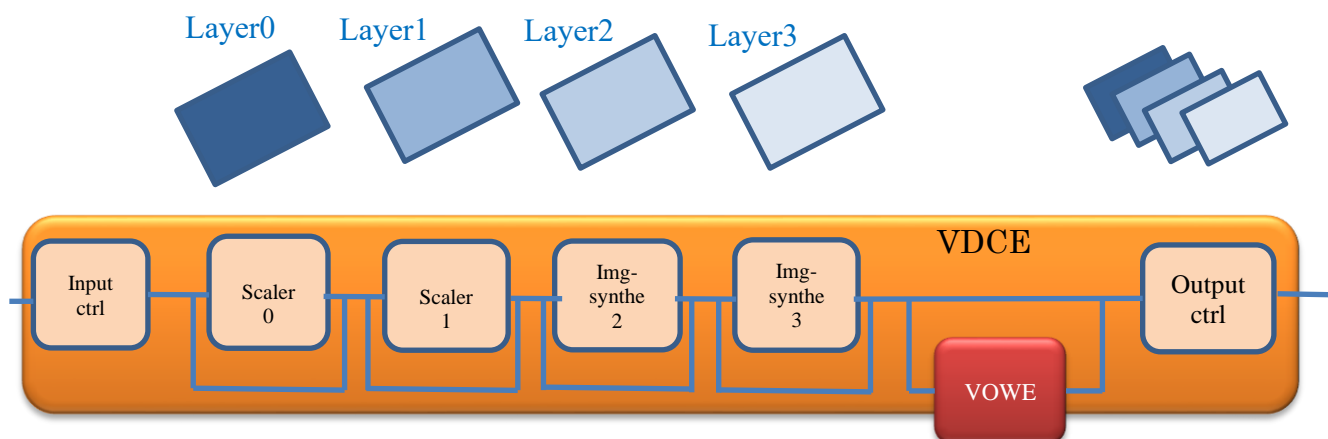 Layer0
Layer1
Layer2
Layer3
VDCE
Input
ctrl
Scaler
0
Scaler
1
Img-
synthe
2
Img-
synthe
3
Output
ctrl
VOWE